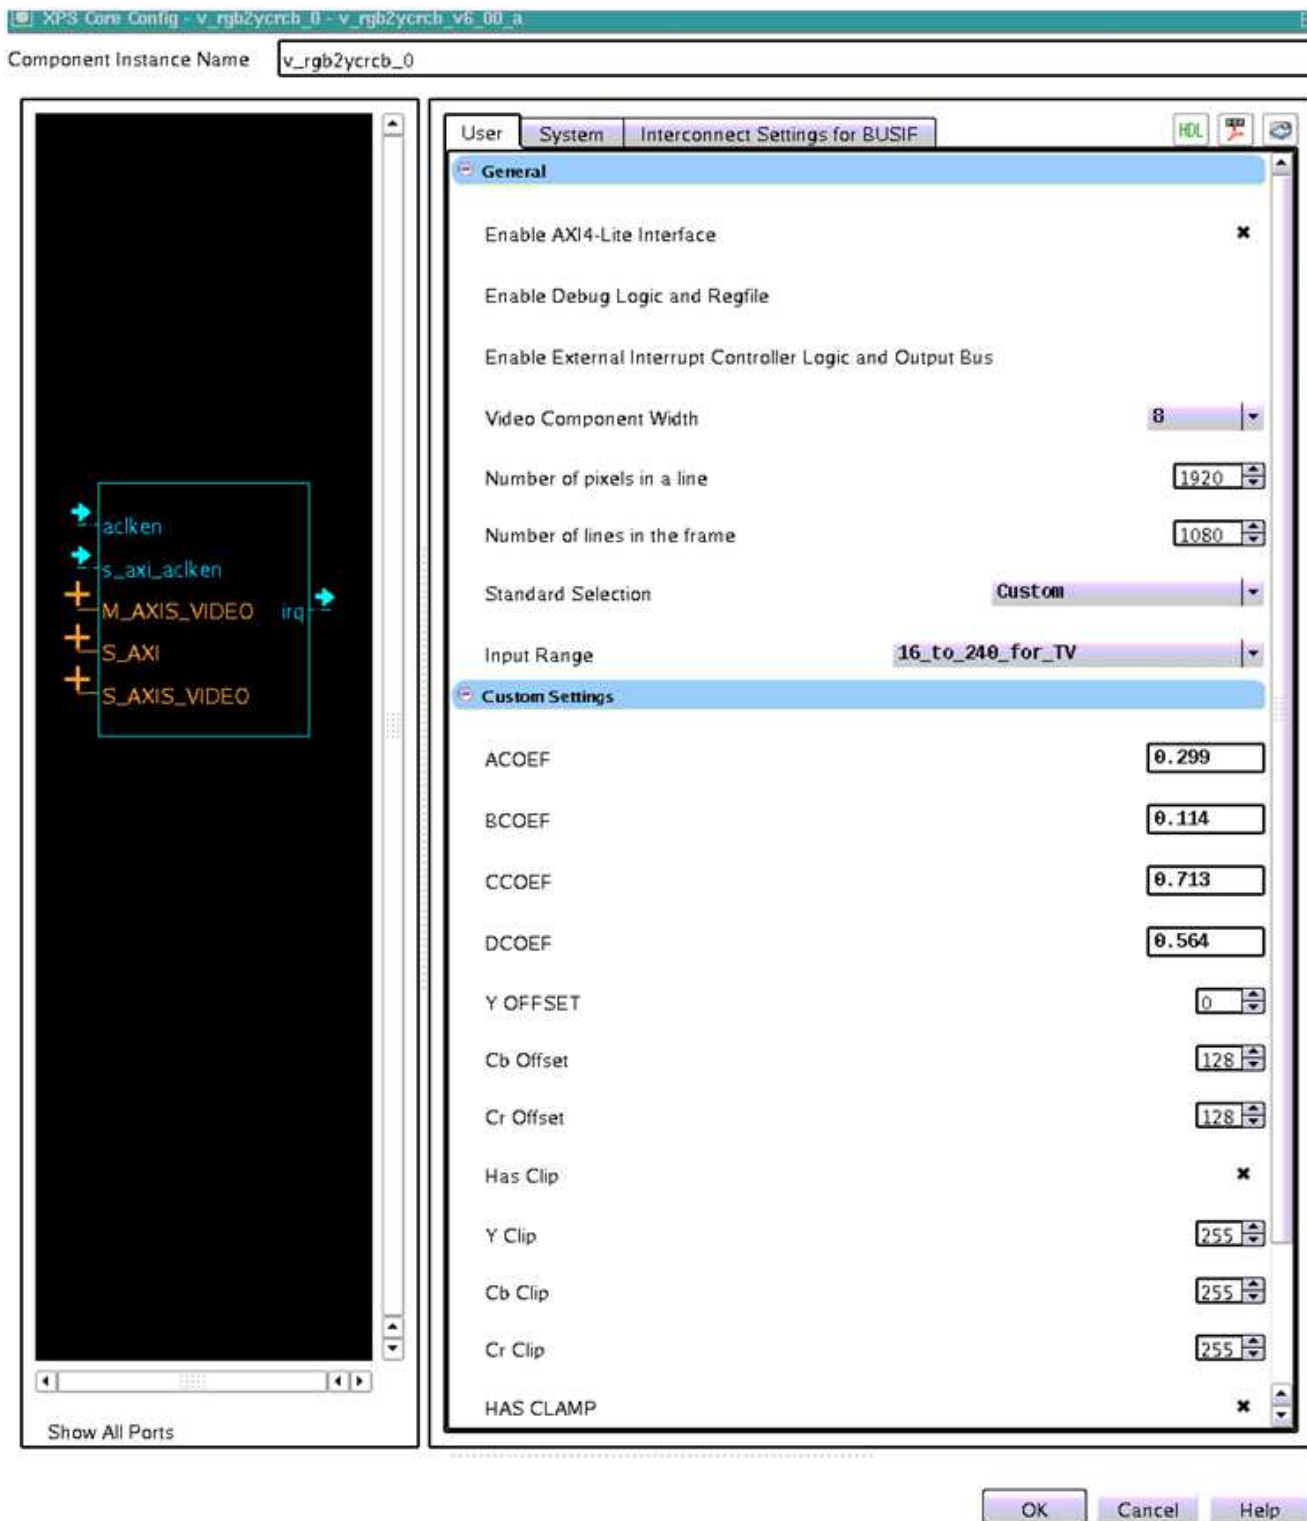 XPS Core Config - v_rgb2ycrcb_0 - v_rgb2ycrcb_v6_00_a
Component Instance Name v_rgb2ycrcb_0
User System Interconnect Settings for BUSIF HDL
General
Enable AXI4-Lite Interface
Enable Debug Logic and Regfile
Enable External Interrupt Controller Logic and Output Bus
Video Component Width 8
Number of pixels in a line 1920
Number of lines in the frame 1080
Standard Selection Custom
Input Range 16_to_240_for_TV
Custom Settings
ACOEF 0.299
BCOEF 0.114
CCOEF 0.713
DCOEF 0.564
Y OFFSET 0
Cb Offset 128
Cr Offset 128
Has Clip
Y Clip 255
Cb Clip 255
Cr Clip 255
HAS CLAMP
aclken
s_axi_aclken
M_AXIS_VIDEO irq
S_AXI
S_AXIS_VIDEO
Show All Ports
OK Cancel Help